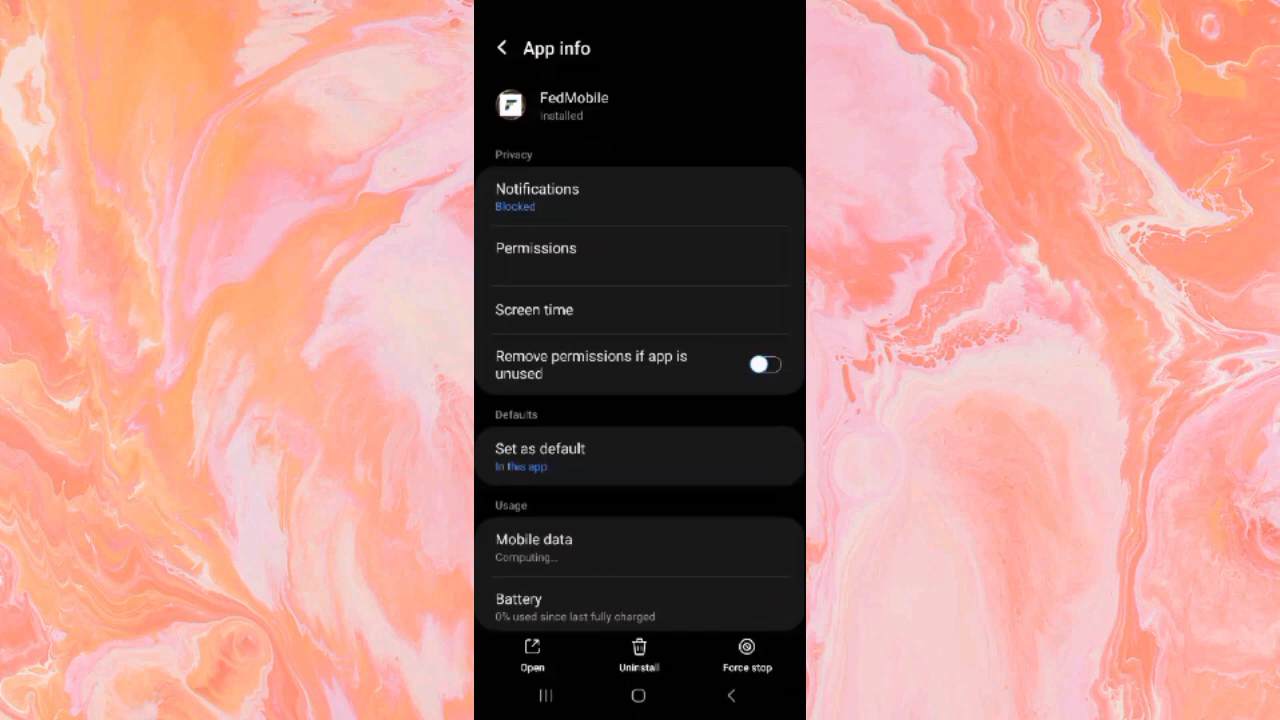 App info
FedMobile
Installed
Privacy
Notifications
Blocked
Permissions
Screen time
Remove permissions if app is
unused
Defaults
Set as default
In this app
Usage
Mobile data
Computing...
Battery
0% used since last fully charged
Open
Uninstall
Force stop